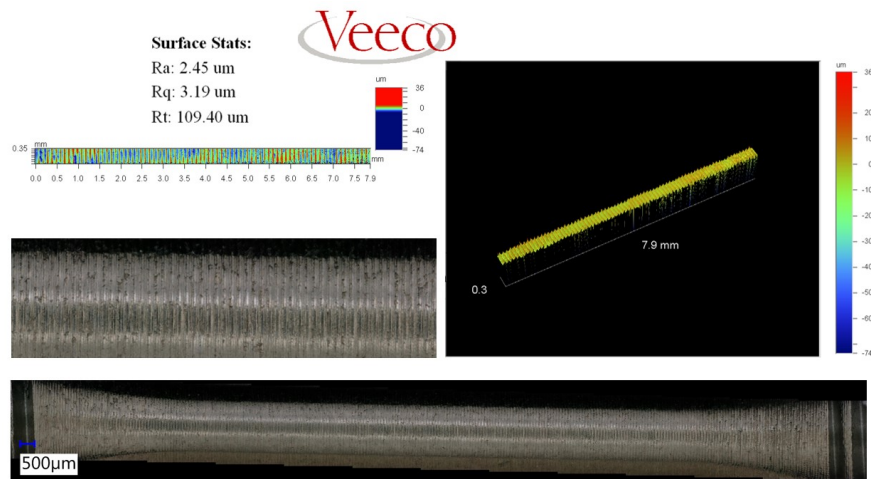 Surface Stats:
Ra: 2.45 um
Rq: 3.19 um
Rt: 109.40 um
Veeco
um
36
0
-40
-74
mm
0.35
mm
0.0 0.5 1.0 1.5 2.0 2.5 3.0 3.5 4.0 4.5 5.0 5.5 6.0 6.5 7.0 7.5 7.9
7.9 mm
0.3
um
36
20
10
0
-10
-20
-30
-40
-50
-60
-74
500μm